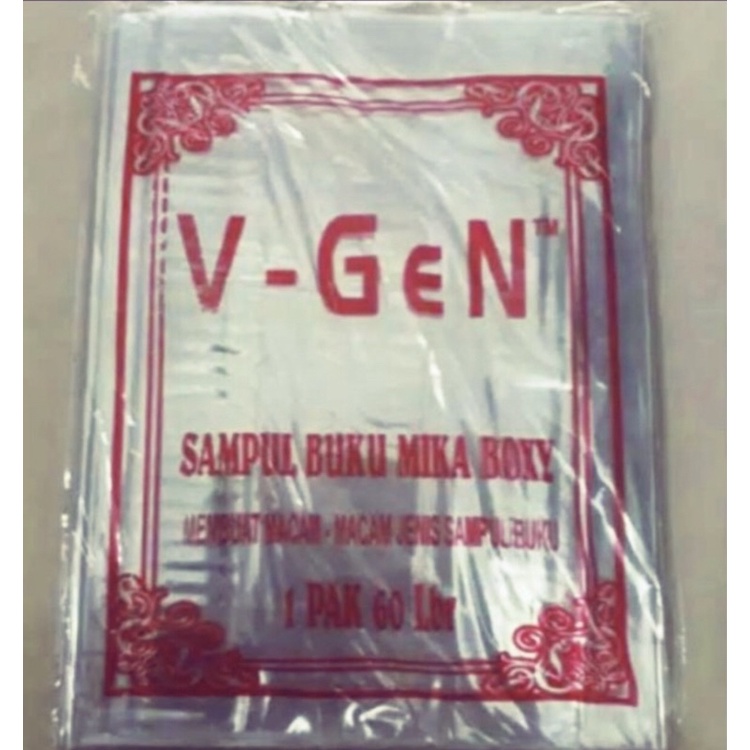 V-GeN™
SAMPUL BUKU MIKA BOXY
MEMBUAT MACAM - MACAM JENIS SAMPUL BUKU
1 PAK 60 Lbr